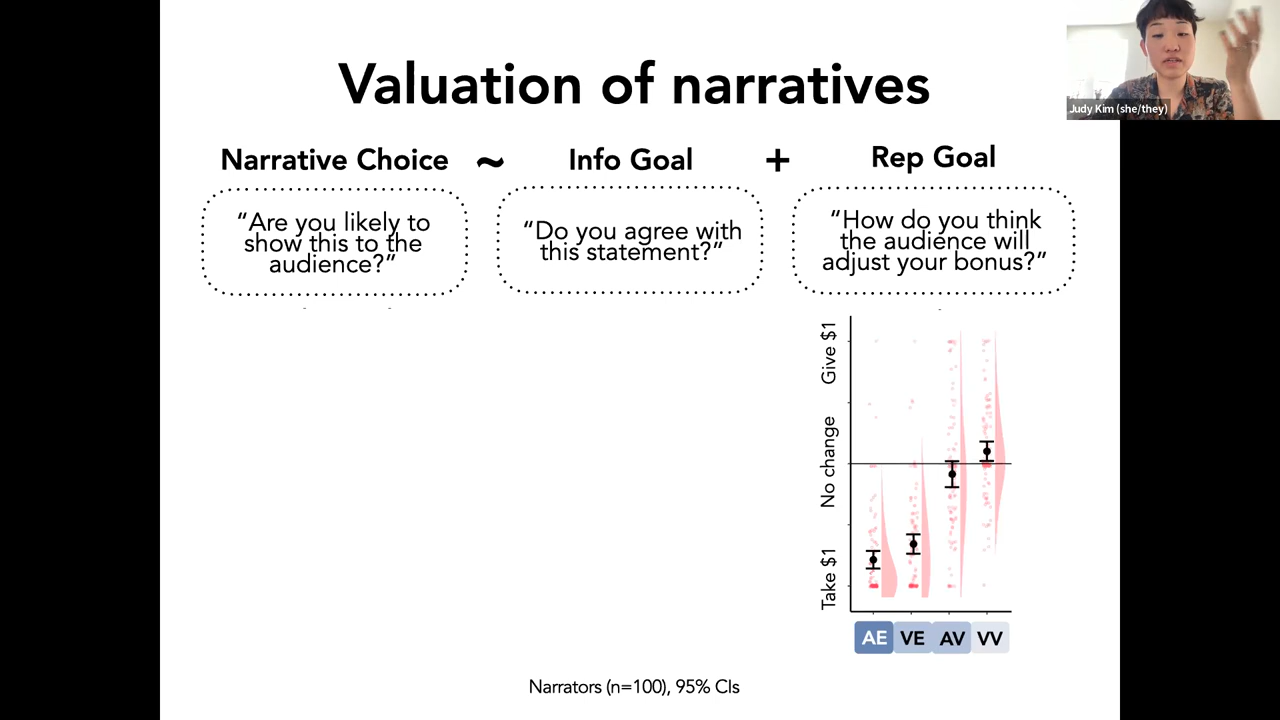 Valuation of narratives
Judy Kim (she/they)
Narrative Choice ~ Info Goal + Rep Goal
“Are you likely to
show this to the
audience?”
“Do you agree with
this statement?”
“How do you think
the audience will
adjust your bonus?”
Give $1
No change
Take $1
AE VE AV VV
Narrators (n=100), 95% CIs